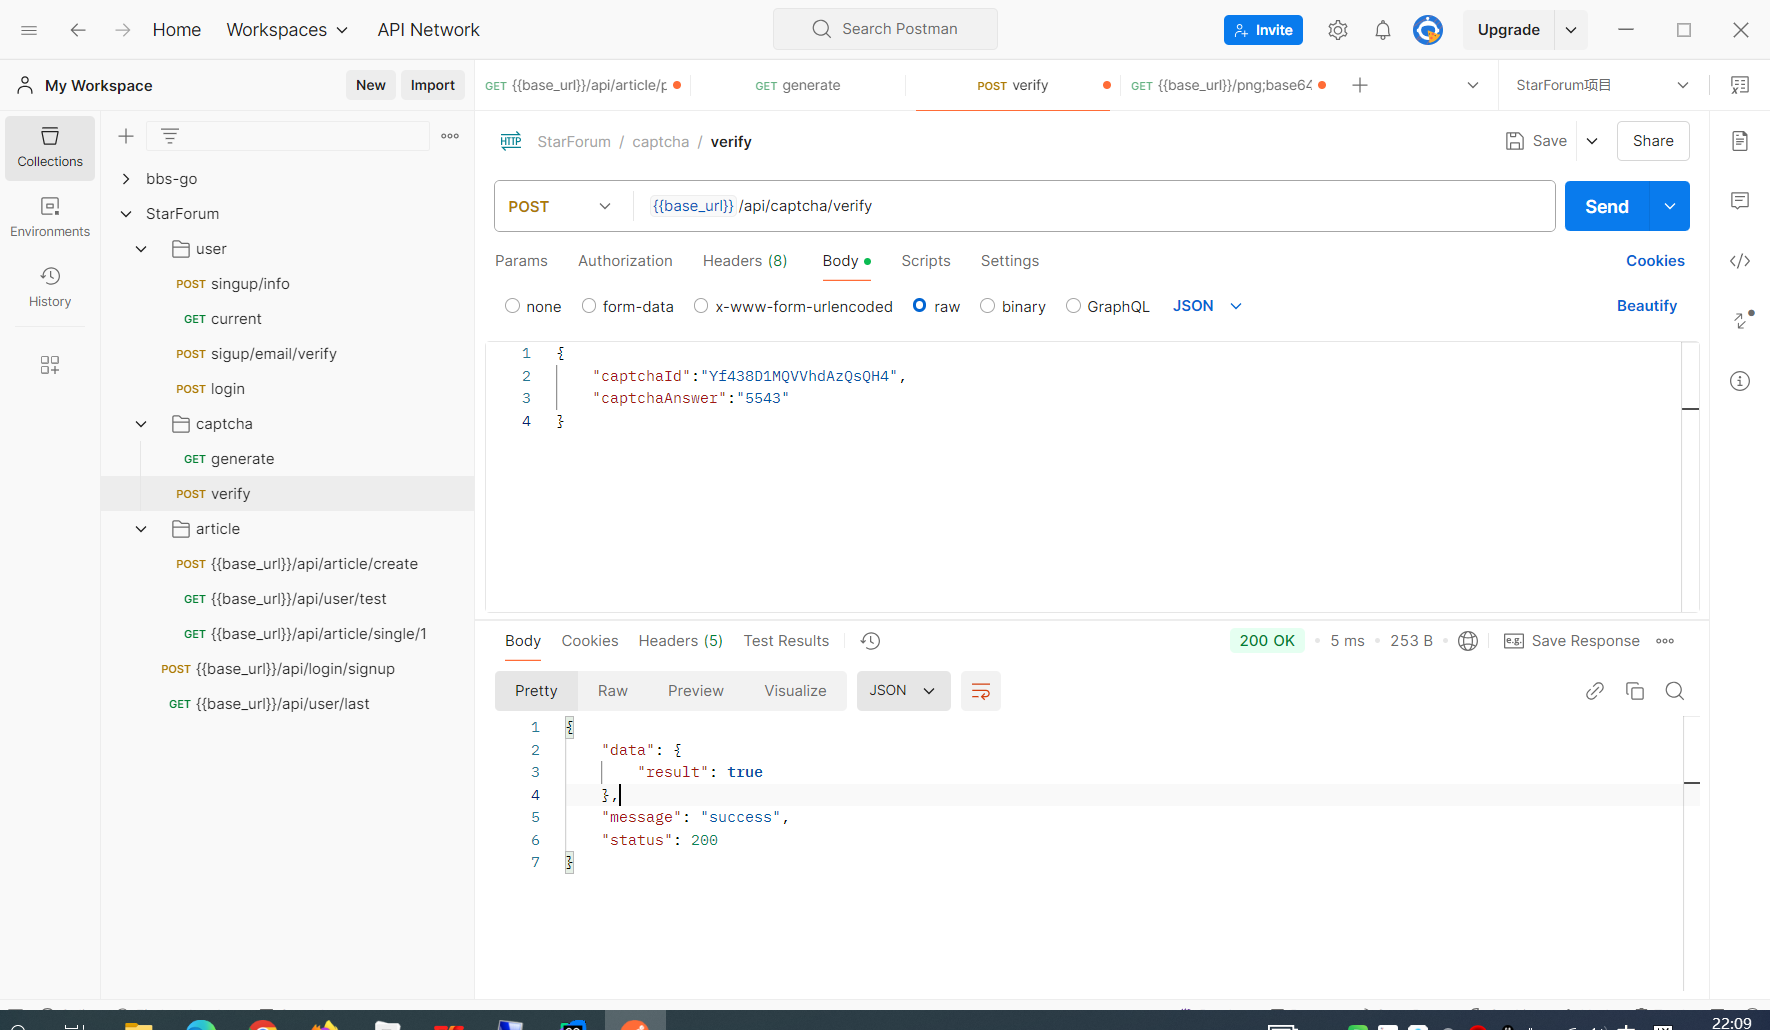 Home Workspaces API Network Search Postman Invite Upgrade
My Workspace New Import
GET {{base_url}}/api/article/p GET generate POST verify GET {{base_url}}/png;base64 StarForum项目
Collections
Environments
History
bbs-go
StarForum
user
POST singup/info
GET current
POST sigup/email/verify
POST login
captcha
GET generate
POST verify
article
POST {{base_url}}/api/article/create
GET {{base_url}}/api/user/test
GET {{base_url}}/api/article/single/1
POST {{base_url}}/api/login/signup
GET {{base_url}}/api/user/last
HTTP StarForum / captcha / verify Save Share
POST {{base_url}} /api/captcha/verify Send
Params Authorization Headers (8) Body Scripts Settings Cookies
none form-data x-www-form-urlencoded raw binary GraphQL JSON Beautify
1 {
2 "captchaId":"Yf438D1MQVVhdAzQsQH4",
3 "captchaAnswer":"5543"
4 }
Body Cookies Headers (5) Test Results 200 OK 5 ms 253 B e.g. Save Response
Pretty Raw Preview Visualize JSON
1 {
2 "data": {
3 "result": true
4 },
5 "message": "success",
6 "status": 200
7 }
22:09